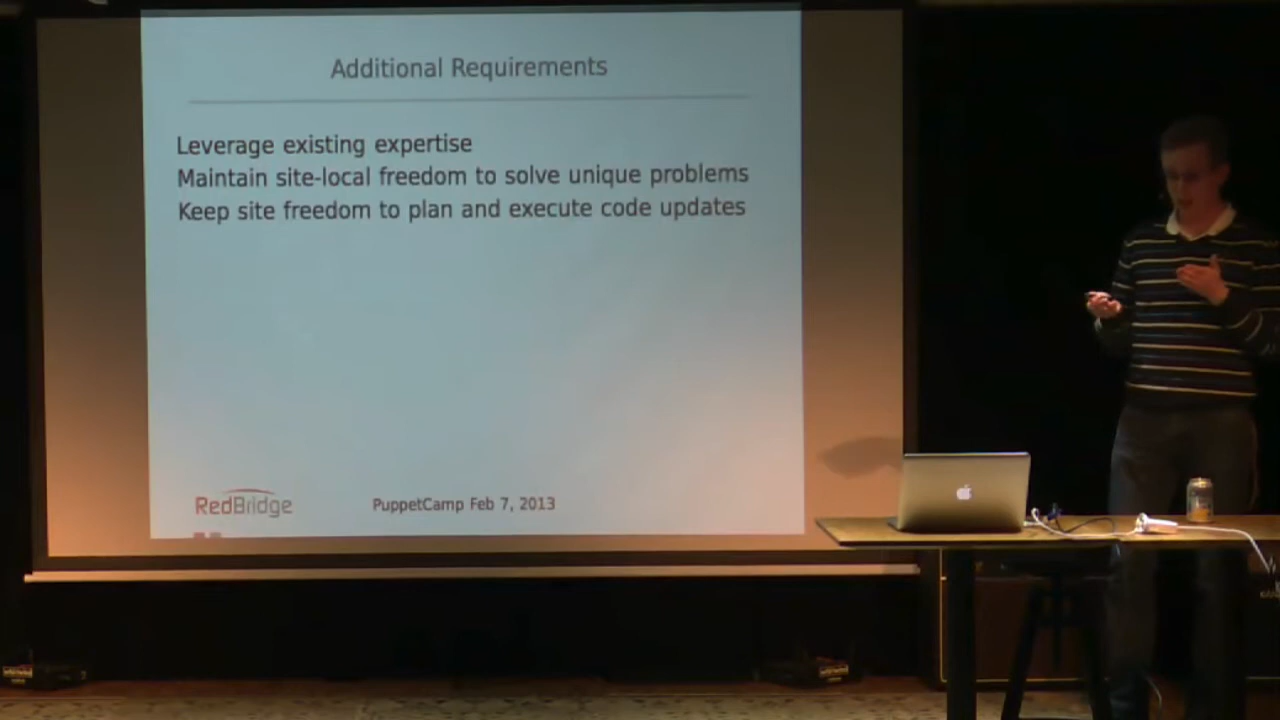 Additional Requirements
Leverage existing expertise
Maintain site-local freedom to solve unique problems
Keep site freedom to plan and execute code updates
RedBridge
PuppetCamp Feb 7, 2013